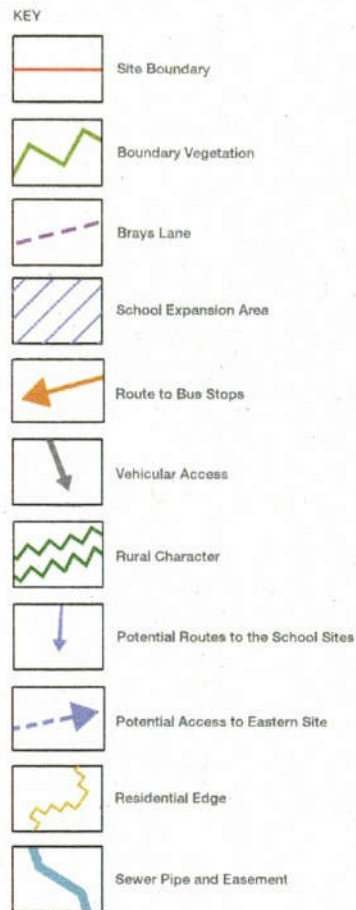 KEY
Site Boundary
Boundary Vegetation
Brays Lane
School Expansion Area
Route to Bus Stops
Vehicular Access
Rural Character
Potential Routes to the School Sites
Potential Access to Eastern Site
Residential Edge
Sewer Pipe and Easement